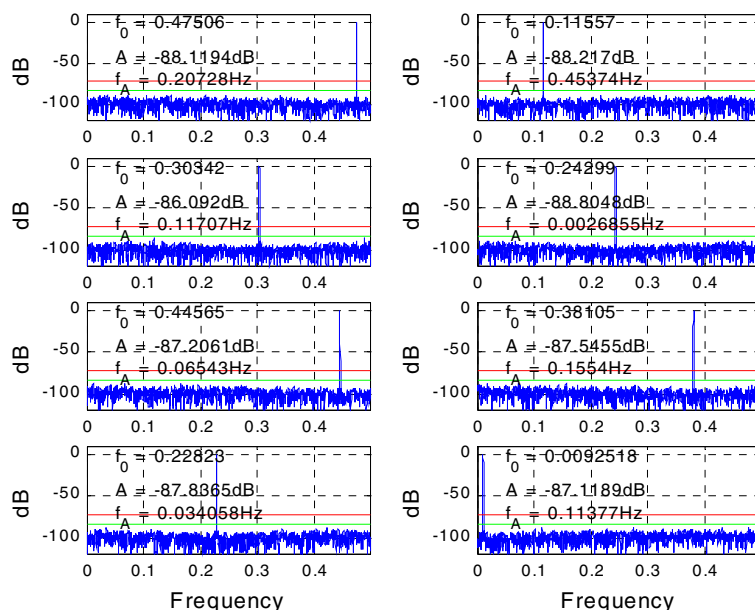 f0 = 0.47506
A = -88.1194dB
fA = 0.20728Hz
dB
0
-50
-100
0 0.1 0.2 0.3 0.4
f0 = 0.11557
A = -88.217dB
fA = 0.45374Hz
dB
0
-50
-100
0 0.1 0.2 0.3 0.4
f0 = 0.30342
A = -86.092dB
fA = 0.11707Hz
dB
0
-50
-100
0 0.1 0.2 0.3 0.4
f0 = 0.24299
A = -88.8048dB
fA = 0.0026855Hz
dB
0
-50
-100
0 0.1 0.2 0.3 0.4
f0 = 0.44565
A = -87.2061dB
fA = 0.06543Hz
dB
0
-50
-100
0 0.1 0.2 0.3 0.4
f0 = 0.38105
A = -87.5455dB
fA = 0.1554Hz
dB
0
-50
-100
0 0.1 0.2 0.3 0.4
f0 = 0.22823
A = -87.8365dB
fA = 0.034058Hz
dB
0
-50
-100
0 0.1 0.2 0.3 0.4
Frequency
f0 = 0.0092518
A = -87.1189dB
fA = 0.11377Hz
dB
0
-50
-100
0 0.1 0.2 0.3 0.4
Frequency